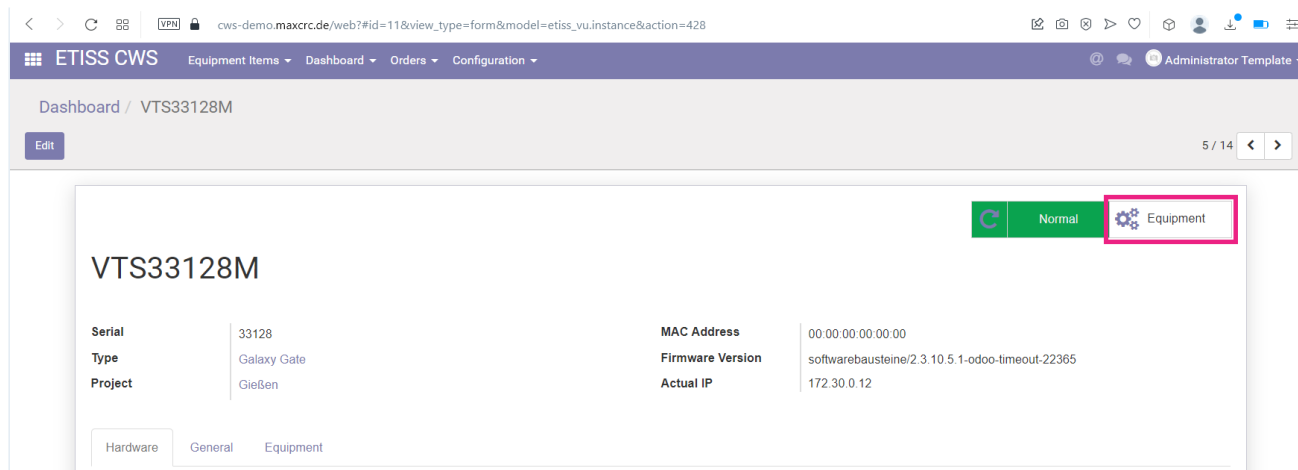 VPN cws-demo.maxcrc.de/web?#id=11&view_type=form&model=etiss_vu.instance&action=428
ETISS CWS Equipment Items Dashboard Orders Configuration @ Administrator Template
Dashboard / VTS33128M
Edit 5 / 14
Normal Equipment
VTS33128M
Serial 33128 MAC Address 00:00:00:00:00:00
Type Galaxy Gate Firmware Version softwarebausteine/2.3.10.5.1-odoo-timeout-22365
Project Gießen Actual IP 172.30.0.12
Hardware General Equipment